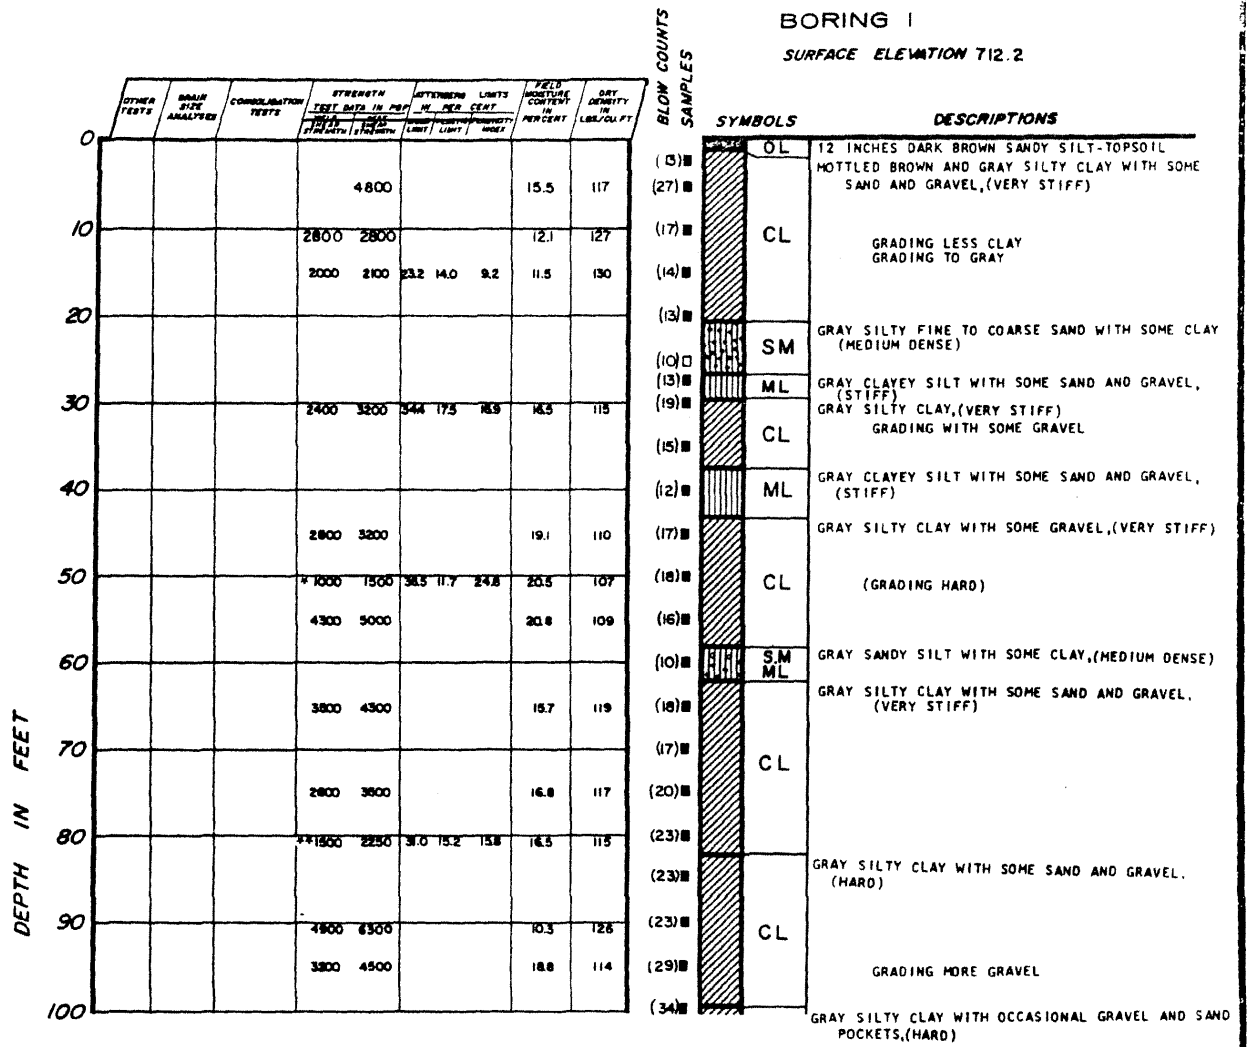 BORING 1
SURFACE ELEVATION 712.2
BLOW COUNTS
SAMPLES
SYMBOLS
DESCRIPTIONS
OTHER TESTS
GRAIN SIZE ANALYSES
CONSOLIDATION TESTS
STRENGTH TEST DATA IN PSF
YIELD SHEAR STRENGTH
PEAK SHEAR STRENGTH
ATTERBERG LIMITS IN PER CENT
LIMIT
PLASTIC LIMIT
PLASTICITY INDEX
FIELD MOISTURE CONTENT IN PERCENT
DRY DENSITY IN LBS/CU.FT
DEPTH IN FEET
0
OL 12 INCHES DARK BROWN SANDY SILT-TOPSOIL
(13)
MOTTLED BROWN AND GRAY SILTY CLAY WITH SOME
4800 15.5 117 (27)
SAND AND GRAVEL,(VERY STIFF)
10 2800 2800 12.1 127 (17) CL
GRADING LESS CLAY
GRADING TO GRAY
2000 2100 23.2 14.0 9.2 11.5 130 (14)
20 (13)
GRAY SILTY FINE TO COARSE SAND WITH SOME CLAY
SM (MEDIUM DENSE)
(10)
(13) ML GRAY CLAYEY SILT WITH SOME SAND AND GRAVEL,
(STIFF)
30 2400 3200 34.4 17.5 16.9 16.5 115 (19) GRAY SILTY CLAY,(VERY STIFF)
CL GRADING WITH SOME GRAVEL
(15)
40 (12) ML GRAY CLAYEY SILT WITH SOME SAND AND GRAVEL,
(STIFF)
2800 3200 19.1 110 (17) GRAY SILTY CLAY WITH SOME GRAVEL,(VERY STIFF)
50 *1000 1500 36.5 11.7 24.8 20.5 107 (18) CL (GRADING HARD)
4300 5000 20.8 109 (16)
60 (10) S.M GRAY SANDY SILT WITH SOME CLAY,(MEDIUM DENSE)
ML
GRAY SILTY CLAY WITH SOME SAND AND GRAVEL,
3800 4300 15.7 119 (18) (VERY STIFF)
70 (17) CL
2800 3600 16.8 117 (20)
80 **1500 2250 31.0 15.2 15.8 16.5 115 (23)
GRAY SILTY CLAY WITH SOME SAND AND GRAVEL,
(23) (HARD)
90 4900 6300 10.3 126 (23) CL
3200 4500 18.8 114 (29) GRADING MORE GRAVEL
100 (34)
GRAY SILTY CLAY WITH OCCASIONAL GRAVEL AND SAND
POCKETS,(HARD)